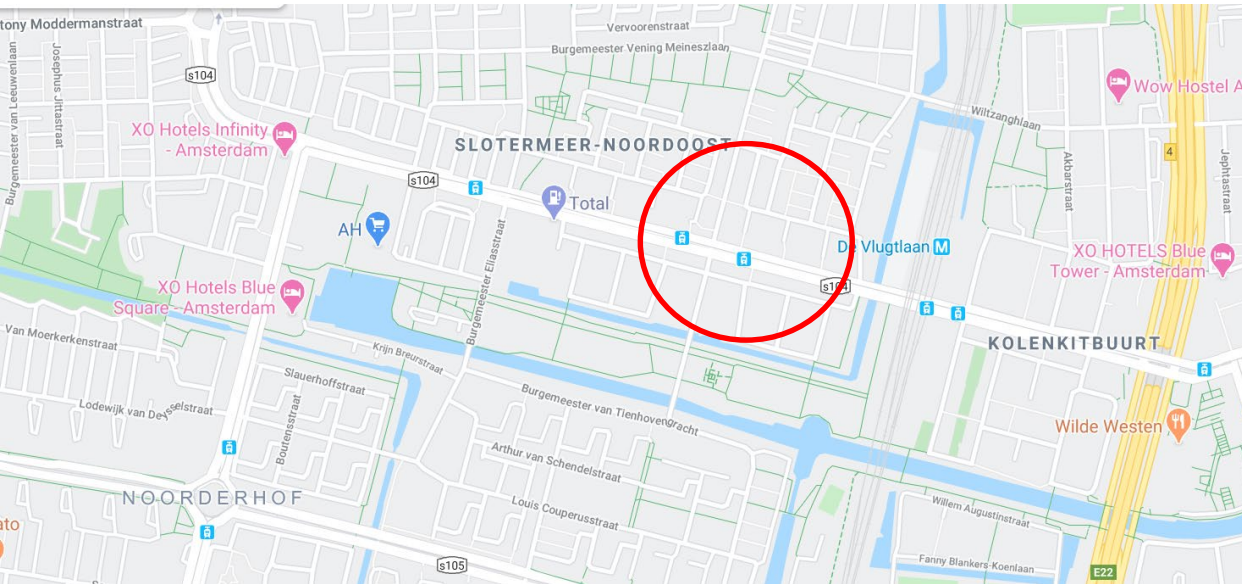 tony Moddermanstraat
Vervoorenstraat
Burgemeester Vening Meineszlaan
Burgemeester van Leeuwenlaan
Josephus Jittastraat
s104
Wow Hostel A
Wiltzanghlaan
XO Hotels Infinity
- Amsterdam
SLOTERMEER-NOORDOOST
4
Akbarstraat
Jephtastraat
s104
Total
AH
De Vlugtlaan M
XO HOTELS Blue
Tower - Amsterdam
Burgemeester Eliasstraat
XO Hotels Blue
Square - Amsterdam
s104
Van Moerkerkenstraat
Krijn Breurstraat
KOLENKITBUURT
Slauerhoffstraat
Burgemeester van Tienhovengracht
Lodewijk van Deysselstraat
Boutensstraat
Wilde Westen
Arthur van Schendelstraat
NOORDERHOF
Louis Couperusstraat
Willem Augustinstraat
ato
s105
Fanny Blankers-Koenlaan
E22